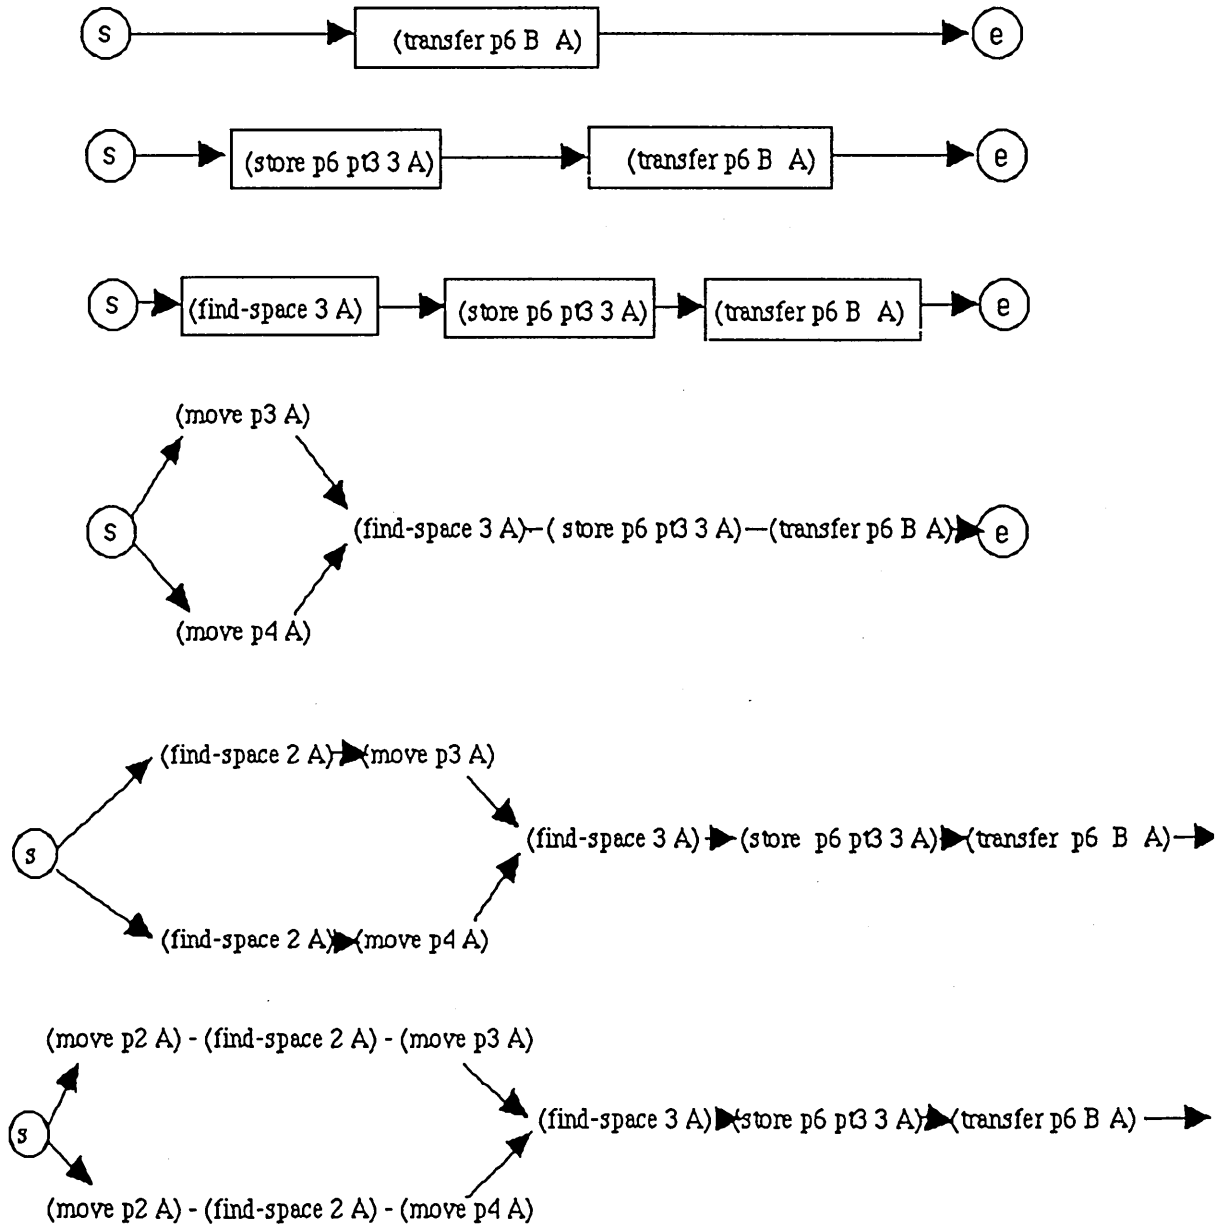 s (transfer p6 B A) e
s (store p6 pt3 3 A) (transfer p6 B A) e
s (find-space 3 A) (store p6 pt3 3 A) (transfer p6 B A) e
(move p3 A)
s (find-space 3 A) - ( store p6 pt3 3 A) - (transfer p6 B A) e
(move p4 A)
(find-space 2 A) (move p3 A)
s (find-space 3 A) (store p6 pt3 3 A) (transfer p6 B A)
(find-space 2 A) (move p4 A)
(move p2 A) - (find-space 2 A) - (move p3 A)
s (find-space 3 A) (store p6 pt3 3 A) (transfer p6 B A)
(move p2 A) - (find-space 2 A) - (move p4 A)